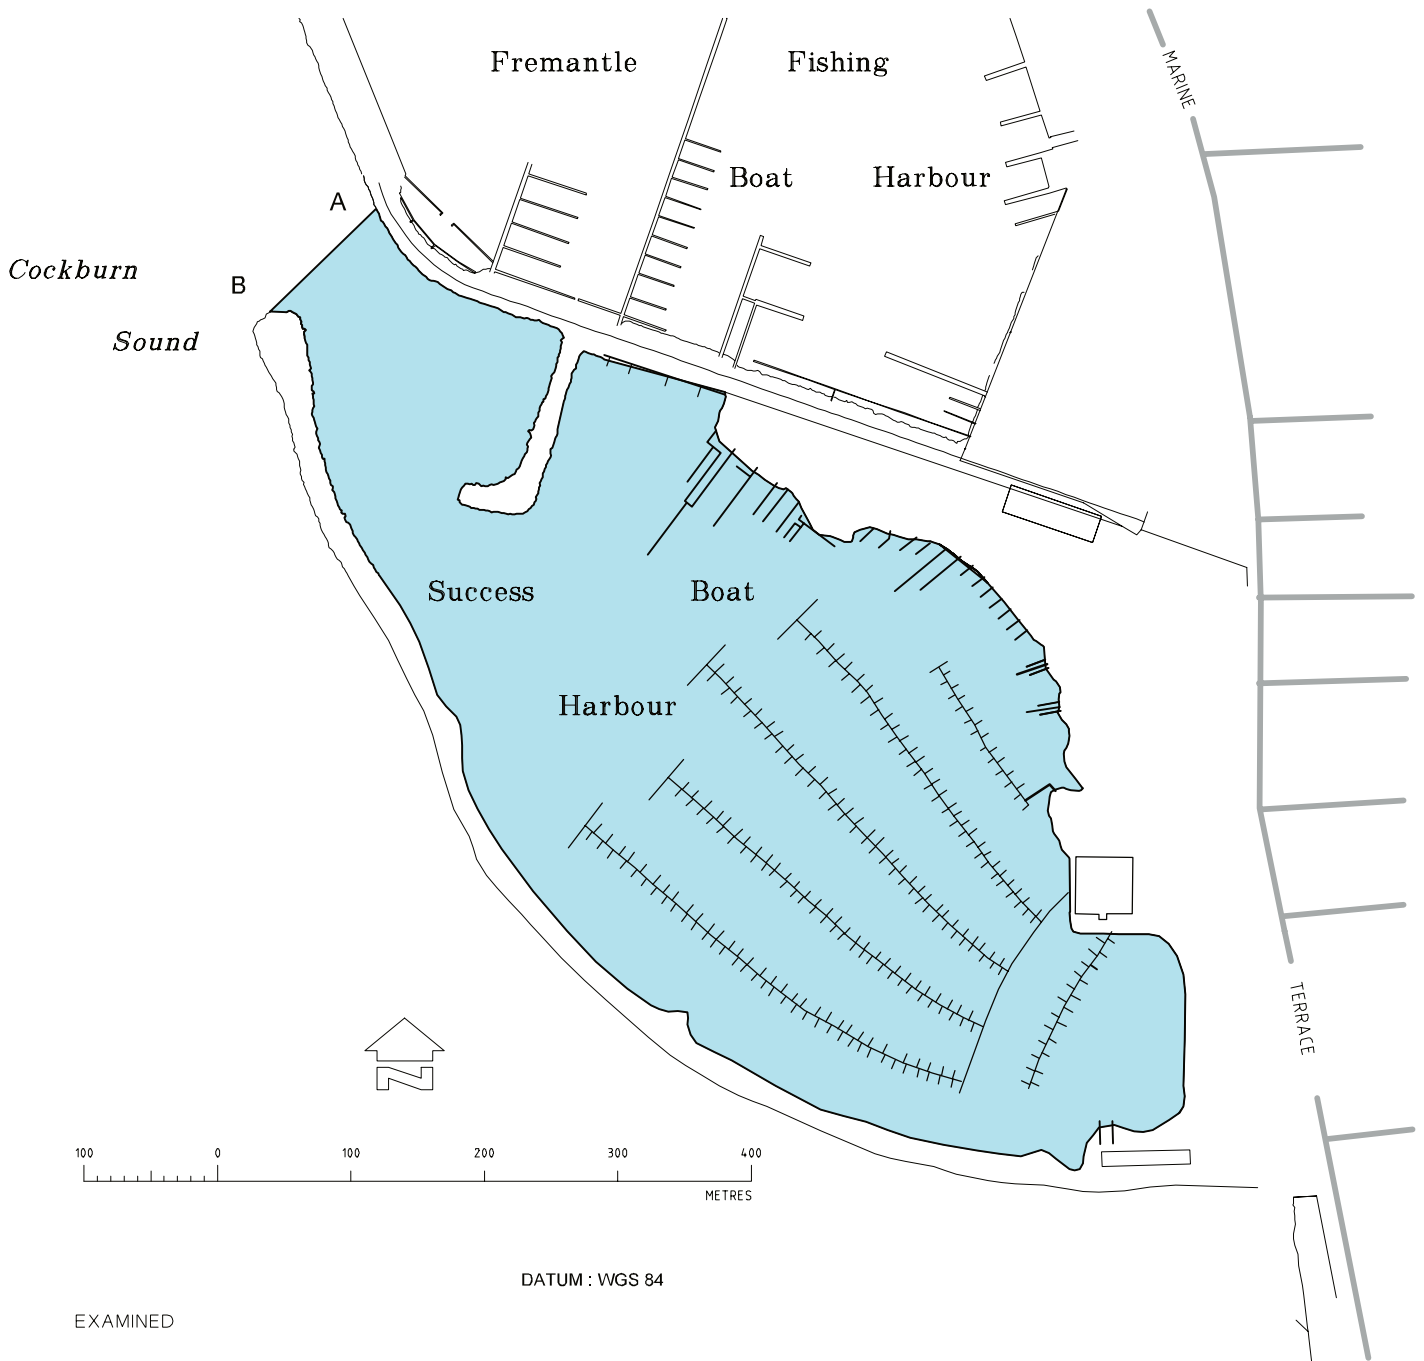 Fremantle Fishing
MARINE
Boat Harbour
A
Cockburn
B
Sound
Success Boat
Harbour
TERRACE
N
100 0 100 200 300 400
METRES
DATUM : WGS 84
EXAMINED